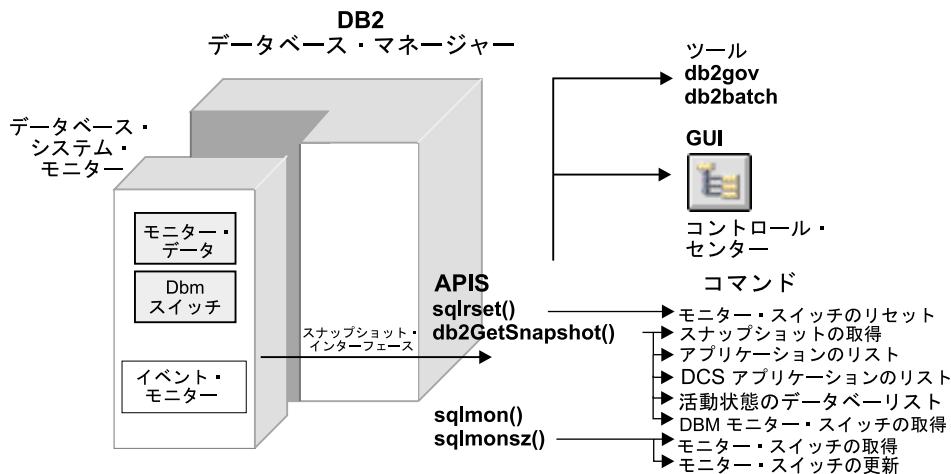 DB2
データベース・マネージャー
データベース・
システム・
モニター
モニター・
データ
Dbm
スイッチ
イベント・
モニター
スナップショット・
インターフェース
APIS
sqlrset()
db2GetSnapshot()
sqlmon()
sqlmonsz()
ツール
db2gov
db2batch
GUI
コントロール・
センター
コマンド
モニター・スイッチのリセット
スナップショットの取得
アプリケーションのリスト
DCS アプリケーションのリスト
活動状態のデータベーリスト
DBM モニター・スイッチの取得
モニター・スイッチの取得
モニター・スイッチの更新